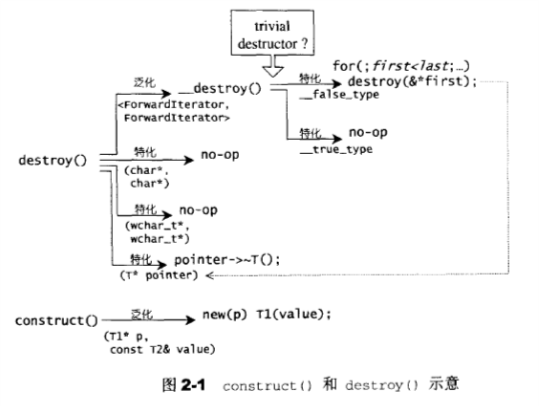 trivial
destructor ?
for(;first<last;…)
泛化 __destroy() 特化 destroy(&*first);
<ForwardIterator,
ForwardIterator>
__false_type
特化 no-op
__true_type
destroy() 特化 no-op
(char*,
char*)
特化 no-op
(wchar_t*,
wchar_t*)
特化 pointer->~T();
(T* pointer)
construct() 泛化 new(p) T1(value);
(T1* p,
const T2& value)
图 2-1 construct() 和 destroy() 示意